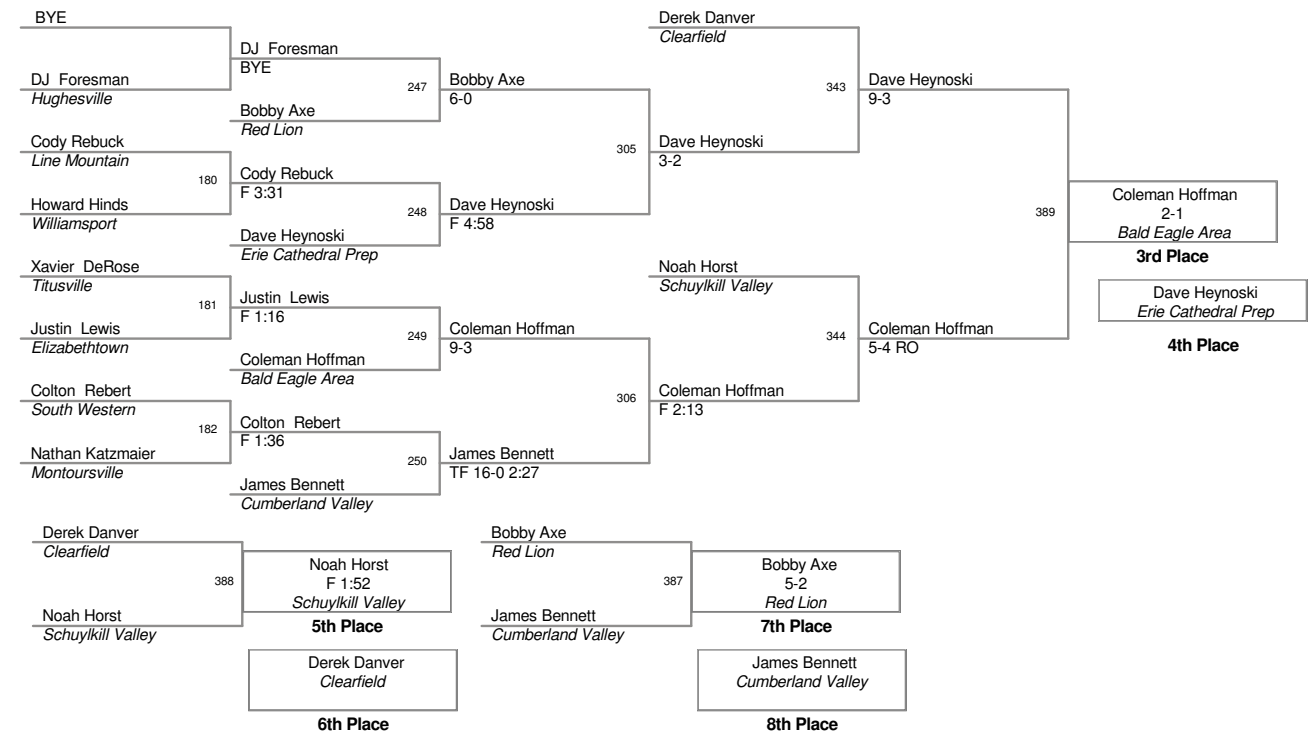 BYE
DJ Foresman
Hughesville
Cody Rebuck
Line Mountain
180
Howard Hinds
Williamsport
Xavier DeRose
Titusville
181
Justin Lewis
Elizabethtown
Colton Rebert
South Western
182
Nathan Katzmaier
Montoursville
DJ Foresman
BYE
247
Bobby Axe
Red Lion
Cody Rebuck
F 3:31
248
Dave Heynoski
Erie Cathedral Prep
Justin Lewis
F 1:16
249
Coleman Hoffman
Bald Eagle Area
Colton Rebert
F 1:36
250
James Bennett
Cumberland Valley
Bobby Axe
6-0
305
Dave Heynoski
F 4:58
Coleman Hoffman
9-3
306
James Bennett
TF 16-0 2:27
Derek Danver
Clearfield
343
Dave Heynoski
3-2
Noah Horst
Schuylkill Valley
344
Coleman Hoffman
F 2:13
Dave Heynoski
9-3
389
Coleman Hoffman
5-4 RO
Coleman Hoffman
2-1
Bald Eagle Area
3rd Place
Dave Heynoski
Erie Cathedral Prep
4th Place
Derek Danver
Clearfield
388
Noah Horst
Schuylkill Valley
Noah Horst
F 1:52
Schuylkill Valley
5th Place
Derek Danver
Clearfield
6th Place
Bobby Axe
Red Lion
387
James Bennett
Cumberland Valley
Bobby Axe
5-2
Red Lion
7th Place
James Bennett
Cumberland Valley
8th Place